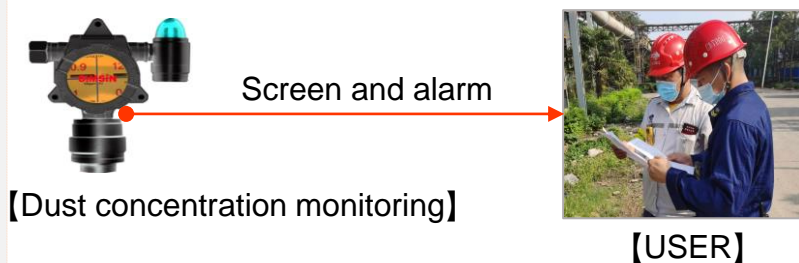 Screen and alarm
【Dust concentration monitoring】
【USER】